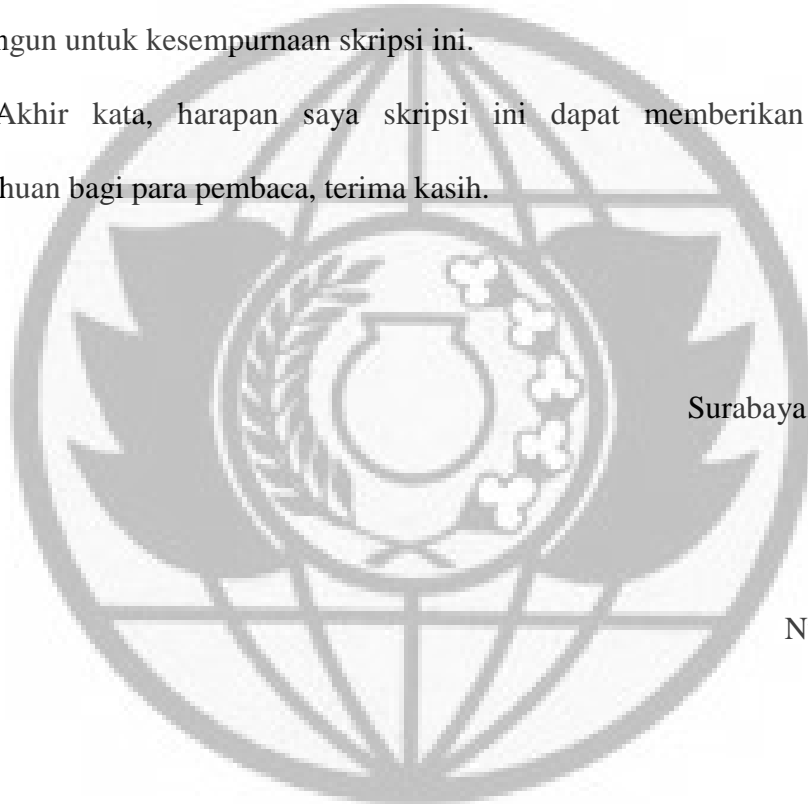 ngun untuk kesempurnaan skripsi ini.
Akhir kata, harapan saya skripsi ini dapat memberikan
huan bagi para pembaca, terima kasih.
Surabaya
N